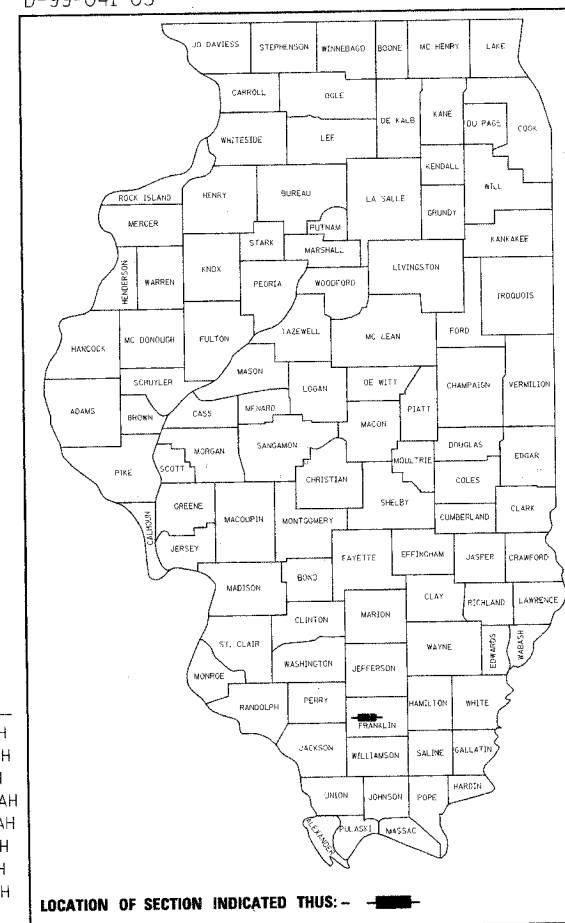 D-99-041-03
JO DAVIESS STEPHENSON WINNEBAGO BOONE MC HENRY LAKE
CARROLL OGLE DE KALB KANE DU PAGE COOK
WHITESIDE LEE
KENDALL WILL
ROCK ISLAND HENRY BUREAU LA SALLE GRUNDY
MERCER PUTNAM KANKAKEE
STARK MARSHALL
HENDERSON WARREN KNOX PEORIA WOODFORD LIVINGSTON IROQUOIS
HANCOCK MC DONOUGH FULTON TAZEWELL MC LEAN FORD
SCHUYLER MASON LOGAN DE WITT CHAMPAIGN VERMILION
ADAMS BROWN CASS MENARD MACON PIATT
PIKE SCOTT MORGAN SANGAMON MOULTRIE DOUGLAS EDGAR
CHRISTIAN COLES
CALHOUN GREENE MACOUPIN MONTGOMERY SHELBY CUMBERLAND CLARK
JERSEY FAYETTE EFFINGHAM JASPER CRAWFORD
MADISON BOND CLAY RICHLAND LAWRENCE
CLINTON MARION
ST. CLAIR WAYNE EDWARDS WABASH
MONROE WASHINGTON JEFFERSON
RANDOLPH PERRY HAMILTON WHITE
FRANKLIN
JACKSON WILLIAMSON SALINE GALLATIN
UNION JOHNSON POPE HARDIN
ALEXANDER PULASKI MASSAC
H
H
H
AH
AH
H
H
H
LOCATION OF SECTION INDICATED THUS:-